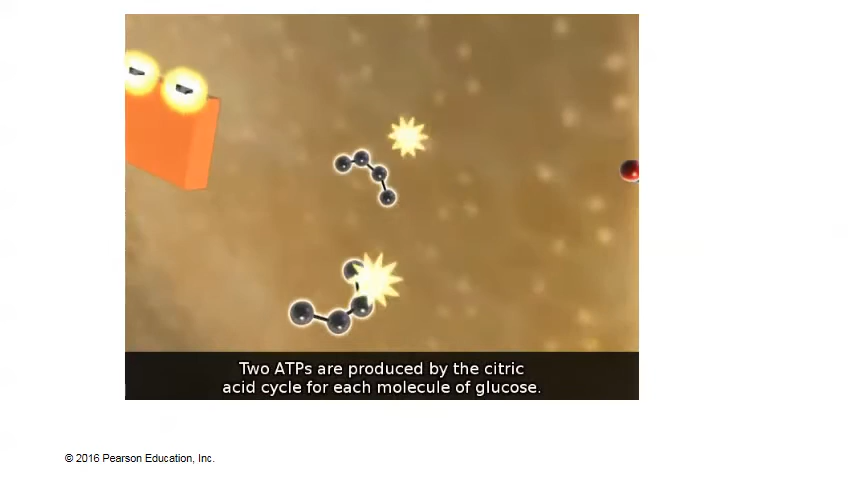 Two ATPs are produced by the citric
acid cycle for each molecule of glucose.
© 2016 Pearson Education, Inc.